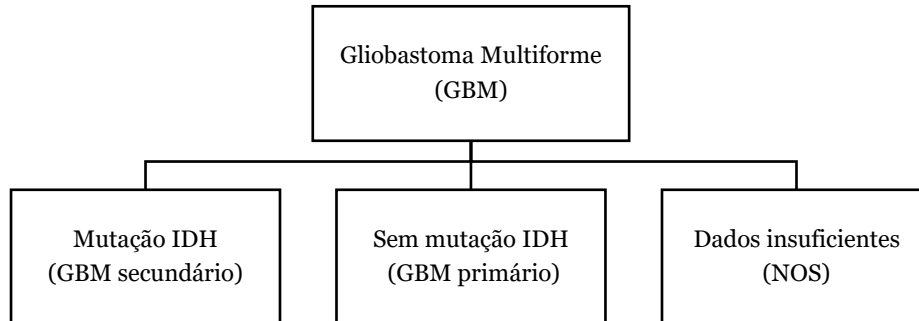 Gliobastoma Multiforme
(GBM)
Mutação IDH
(GBM secundário)
Sem mutação IDH
(GBM primário)
Dados insuficientes
(NOS)